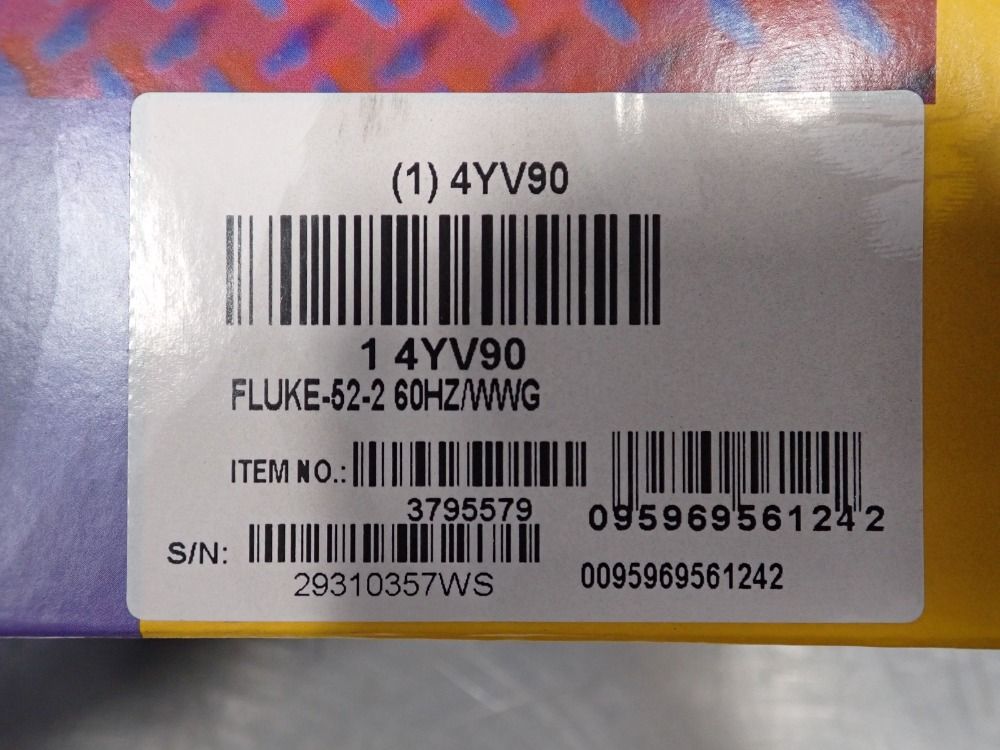 (1) 4YV90
1 4YV90
FLUKE-52-2 60HZ/WWG
ITEM NO.:
3795579
095969561242
S/N:
29310357WS
0095969561242